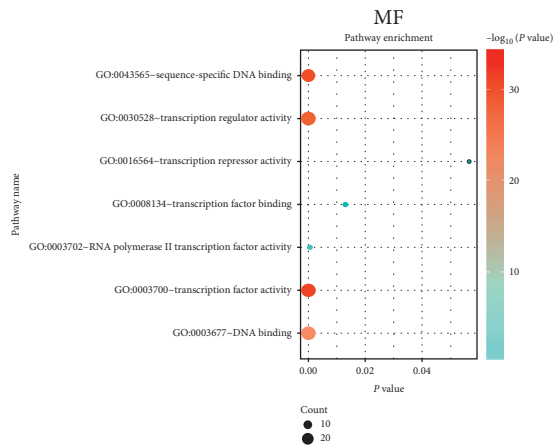 MF
Pathway enrichment
−log10 (P value)
GO:0043565~sequence-specific DNA binding
GO:0030528~transcription regulator activity
GO:0016564~transcription repressor activity
GO:0008134~transcription factor binding
GO:0003702~RNA polymerase II transcription factor activity
GO:0003700~transcription factor activity
GO:0003677~DNA binding
Pathway name
30
20
10
0.00 0.02 0.04
P value
Count
10
20